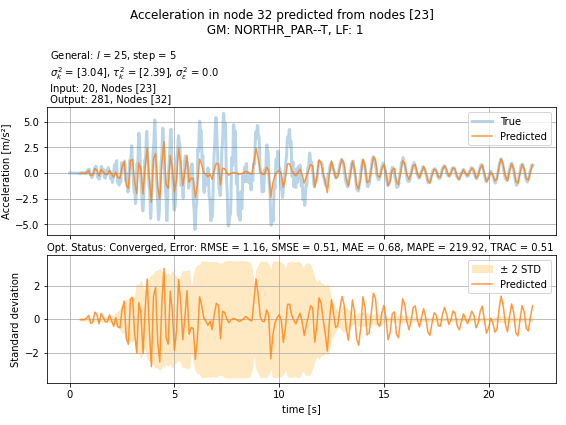 Acceleration in node 32 predicted from nodes [23]
GM: NORTHR_PAR--T, LF: 1
General: l = 25, step = 5
σ²ₖ = [3.04], τ²ₖ = [2.39], σ²ε = 0.0
Input: 20, Nodes [23]
Output: 281, Nodes [32]
5.0
2.5
0.0
−2.5
−5.0
Acceleration [m/s²]
True
Predicted
Opt. Status: Converged, Error: RMSE = 1.16, SMSE = 0.51, MAE = 0.68, MAPE = 219.92, TRAC = 0.51
2
0
−2
Standard deviation
± 2 STD
Predicted
0 5 10 15 20
time [s]